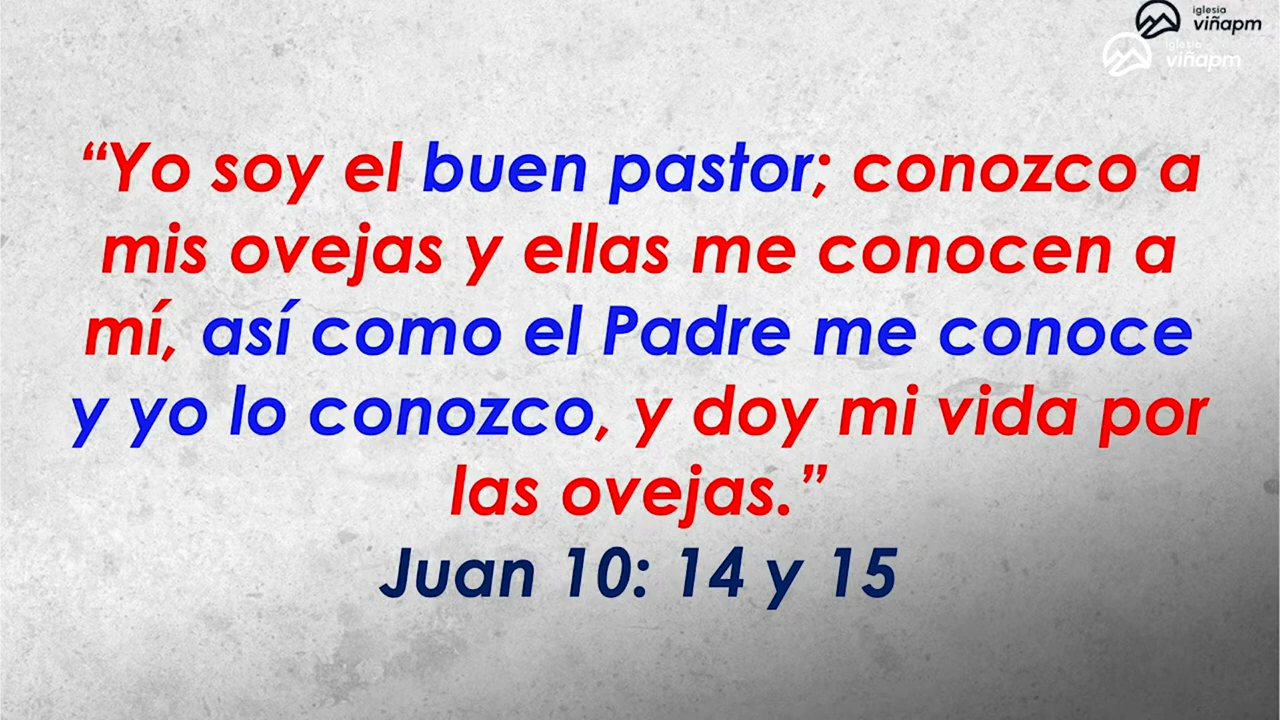 iglesia
viñapm
iglesia
viñapm
“Yo soy el buen pastor; conozco a
mis ovejas y ellas me conocen a
mí, así como el Padre me conoce
y yo lo conozco, y doy mi vida por
las ovejas.”
Juan 10: 14 y 15